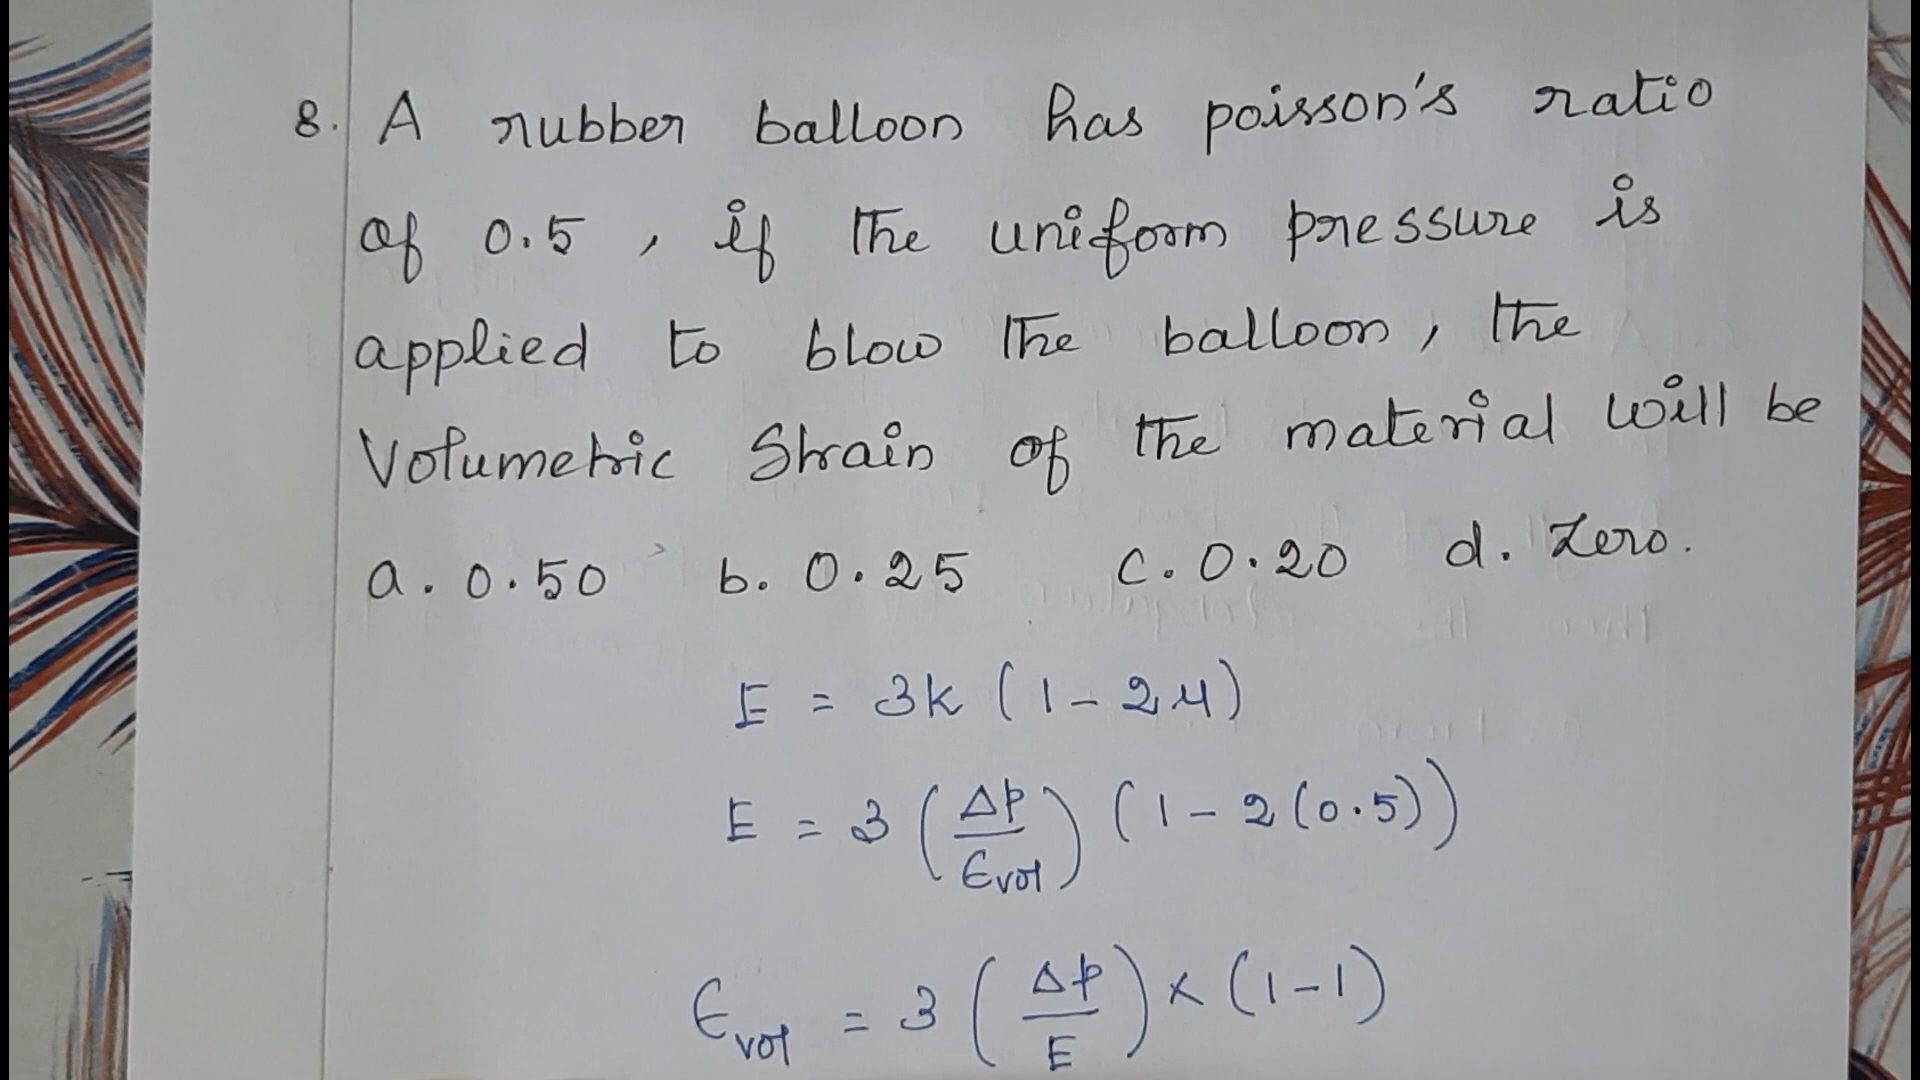 8. A rubber balloon has poisson's ratio
of 0.5, if the uniform pressure is
applied to blow the balloon, the
Volumetric Strain of the material will be
a. 0.50 b. 0.25 c. 0.20 d. Zero.
E = 3k (1 - 2μ)
E = 3 (Δp/ϵvol) (1 - 2(0.5))
ϵvol = 3 (Δp/E) × (1-1)